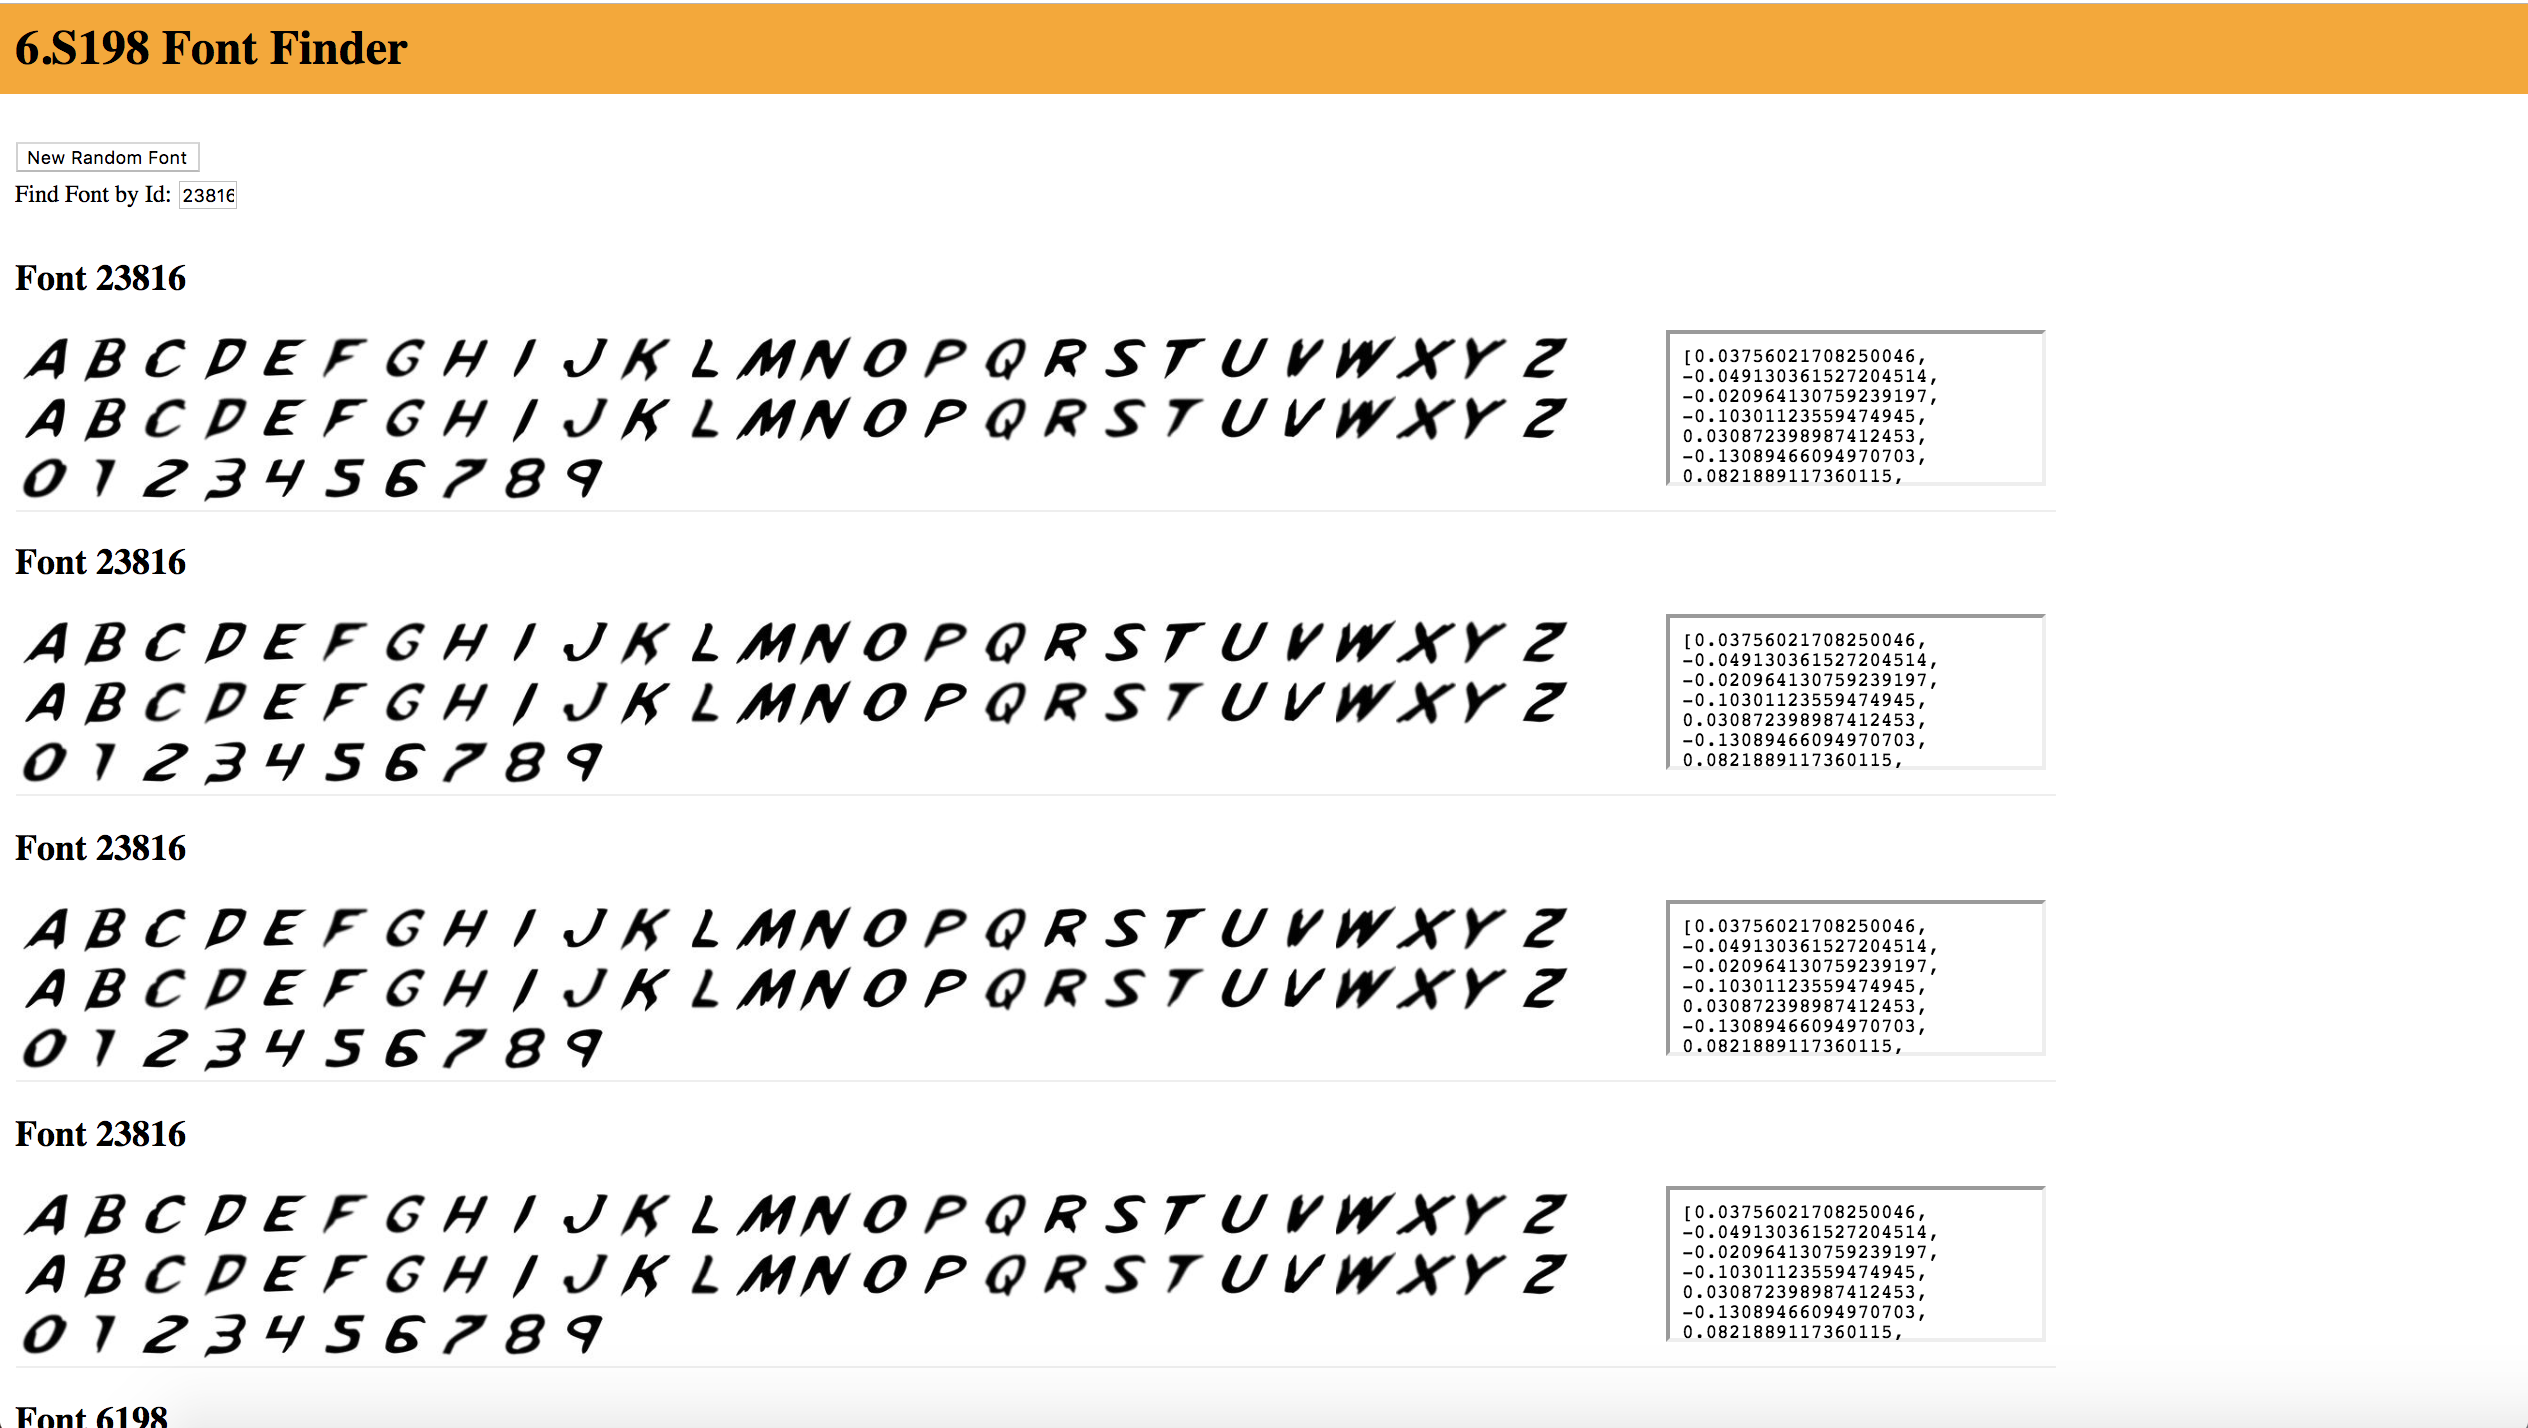 6.S198 Font Finder
New Random Font
Find Font by Id: 23816
Font 23816
A B C D E F G H I J K L M N O P Q R S T U V W X Y Z
A B C D E F G H I J K L M N O P Q R S T U V W X Y Z
0 1 2 3 4 5 6 7 8 9
[0.03756021708250046,
-0.049130361527204514,
-0.020964130759239197,
-0.10301123559474945,
0.030872398987412453,
-0.13089466094970703,
0.0821889117360115,
Font 23816
A B C D E F G H I J K L M N O P Q R S T U V W X Y Z
A B C D E F G H I J K L M N O P Q R S T U V W X Y Z
0 1 2 3 4 5 6 7 8 9
[0.03756021708250046,
-0.049130361527204514,
-0.020964130759239197,
-0.10301123559474945,
0.030872398987412453,
-0.13089466094970703,
0.0821889117360115,
Font 23816
A B C D E F G H I J K L M N O P Q R S T U V W X Y Z
A B C D E F G H I J K L M N O P Q R S T U V W X Y Z
0 1 2 3 4 5 6 7 8 9
[0.03756021708250046,
-0.049130361527204514,
-0.020964130759239197,
-0.10301123559474945,
0.030872398987412453,
-0.13089466094970703,
0.0821889117360115,
Font 23816
A B C D E F G H I J K L M N O P Q R S T U V W X Y Z
A B C D E F G H I J K L M N O P Q R S T U V W X Y Z
0 1 2 3 4 5 6 7 8 9
[0.03756021708250046,
-0.049130361527204514,
-0.020964130759239197,
-0.10301123559474945,
0.030872398987412453,
-0.13089466094970703,
0.0821889117360115,
Font 6198